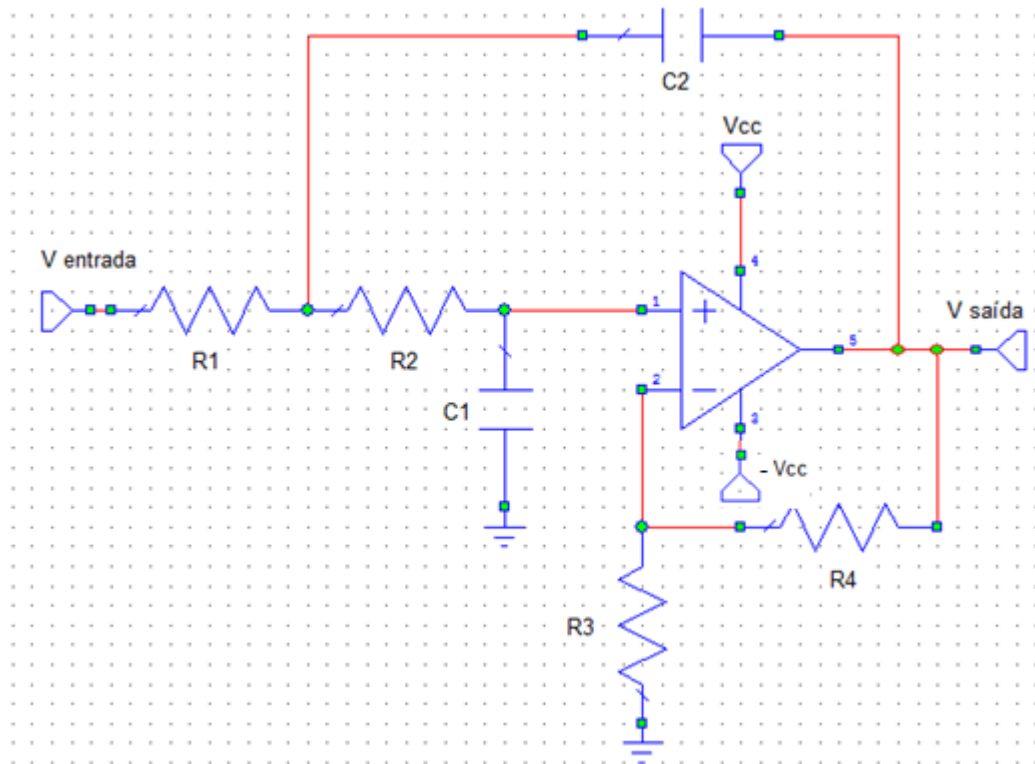 C2
Vcc
V entrada
4
1
V saída
R1
R2
5
C1
2
3
- Vcc
R4
R3